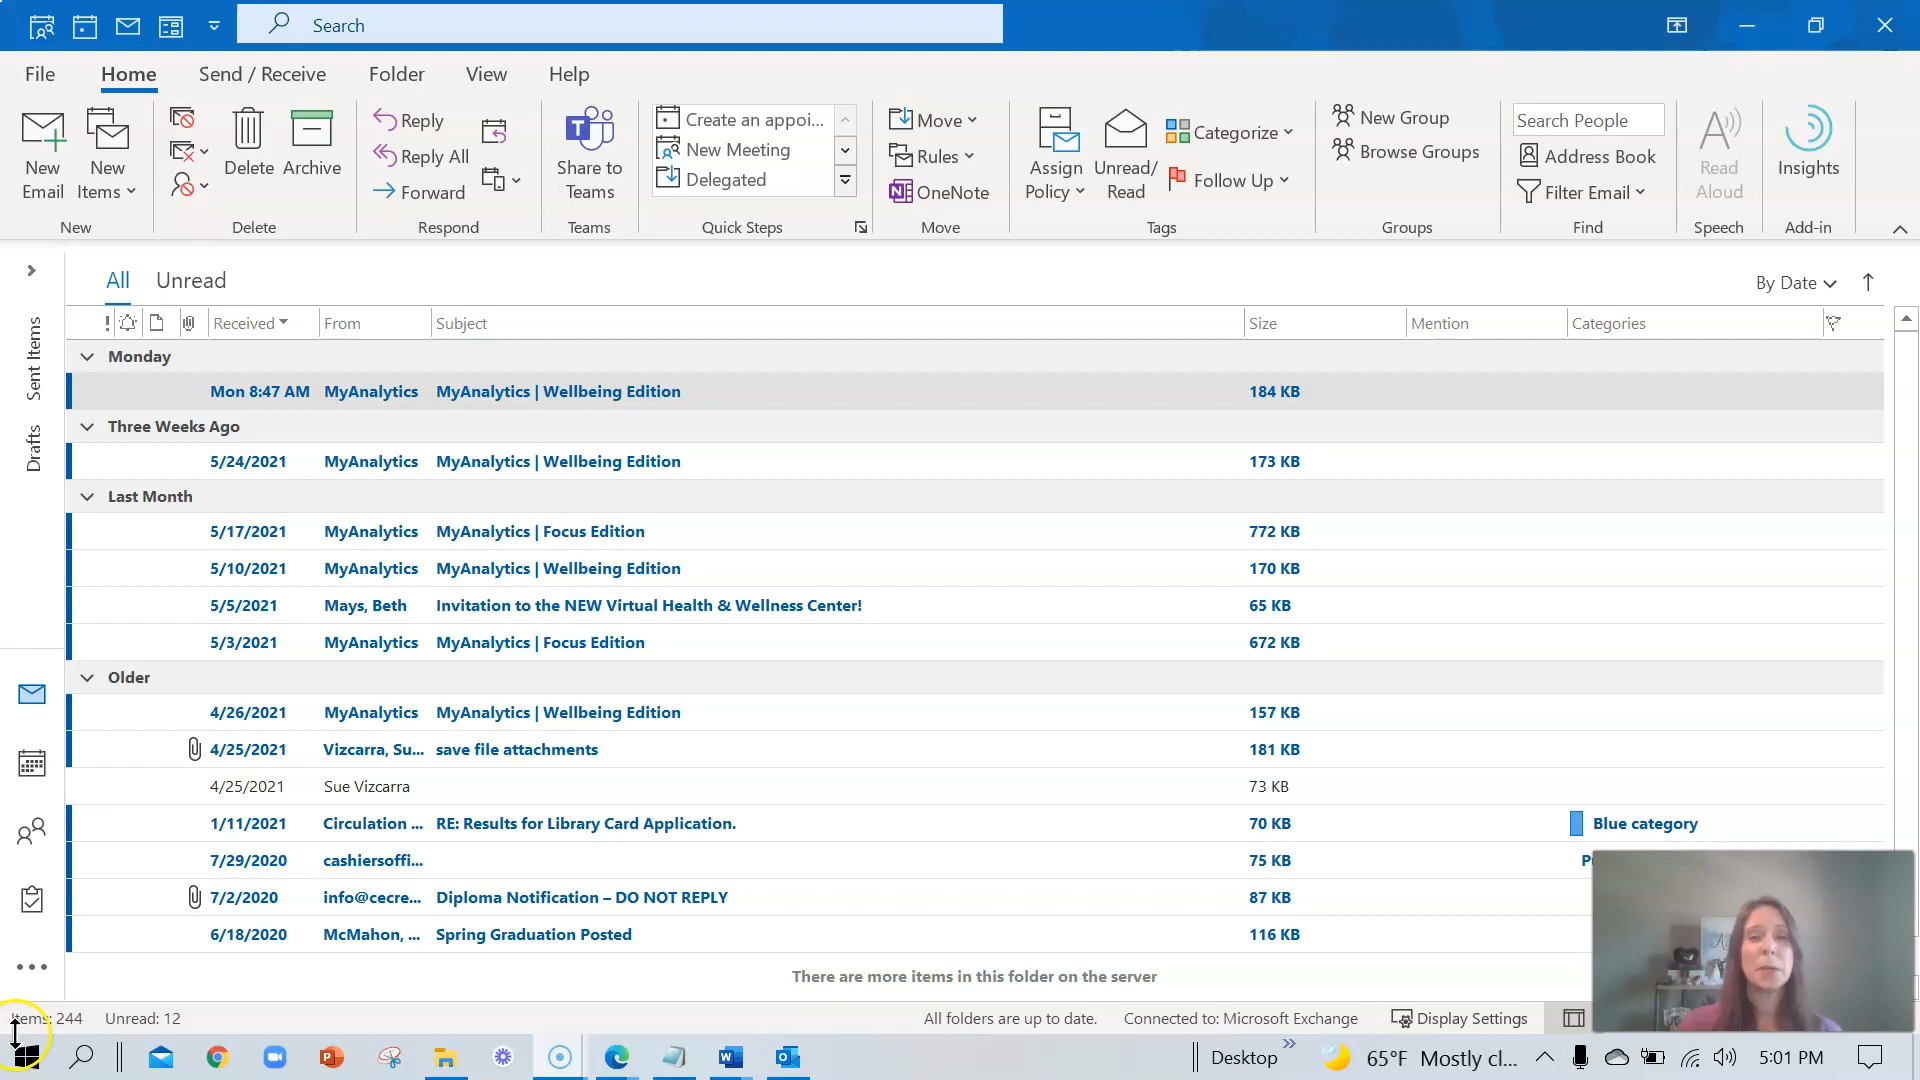 Search
File Home Send / Receive Folder View Help
New Email
New Items
New
Delete
Archive
Delete
Reply
Reply All
Forward
Respond
Share to Teams
Teams
Create an appoi...
New Meeting
Delegated
Quick Steps
Move
Rules
OneNote
Move
Assign Policy
Unread/ Read
Categorize
Follow Up
Tags
New Group
Browse Groups
Groups
Search People
Address Book
Filter Email
Find
Read Aloud
Speech
Insights
Add-in
Sent Items
Drafts
All Unread By Date
! Received From Subject Size Mention Categories
Monday
Mon 8:47 AM MyAnalytics MyAnalytics | Wellbeing Edition 184 KB
Three Weeks Ago
5/24/2021 MyAnalytics MyAnalytics | Wellbeing Edition 173 KB
Last Month
5/17/2021 MyAnalytics MyAnalytics | Focus Edition 772 KB
5/10/2021 MyAnalytics MyAnalytics | Wellbeing Edition 170 KB
5/5/2021 Mays, Beth Invitation to the NEW Virtual Health & Wellness Center! 65 KB
5/3/2021 MyAnalytics MyAnalytics | Focus Edition 672 KB
Older
4/26/2021 MyAnalytics MyAnalytics | Wellbeing Edition 157 KB
4/25/2021 Vizcarra, Su... save file attachments 181 KB
4/25/2021 Sue Vizcarra 73 KB
1/11/2021 Circulation ... RE: Results for Library Card Application. 70 KB Blue category
7/29/2020 cashiersoffi... 75 KB
7/2/2020 info@cecre... Diploma Notification – DO NOT REPLY 87 KB
6/18/2020 McMahon, ... Spring Graduation Posted 116 KB
There are more items in this folder on the server
Items: 244 Unread: 12 All folders are up to date. Connected to: Microsoft Exchange Display Settings
Desktop 65°F Mostly cl... 5:01 PM